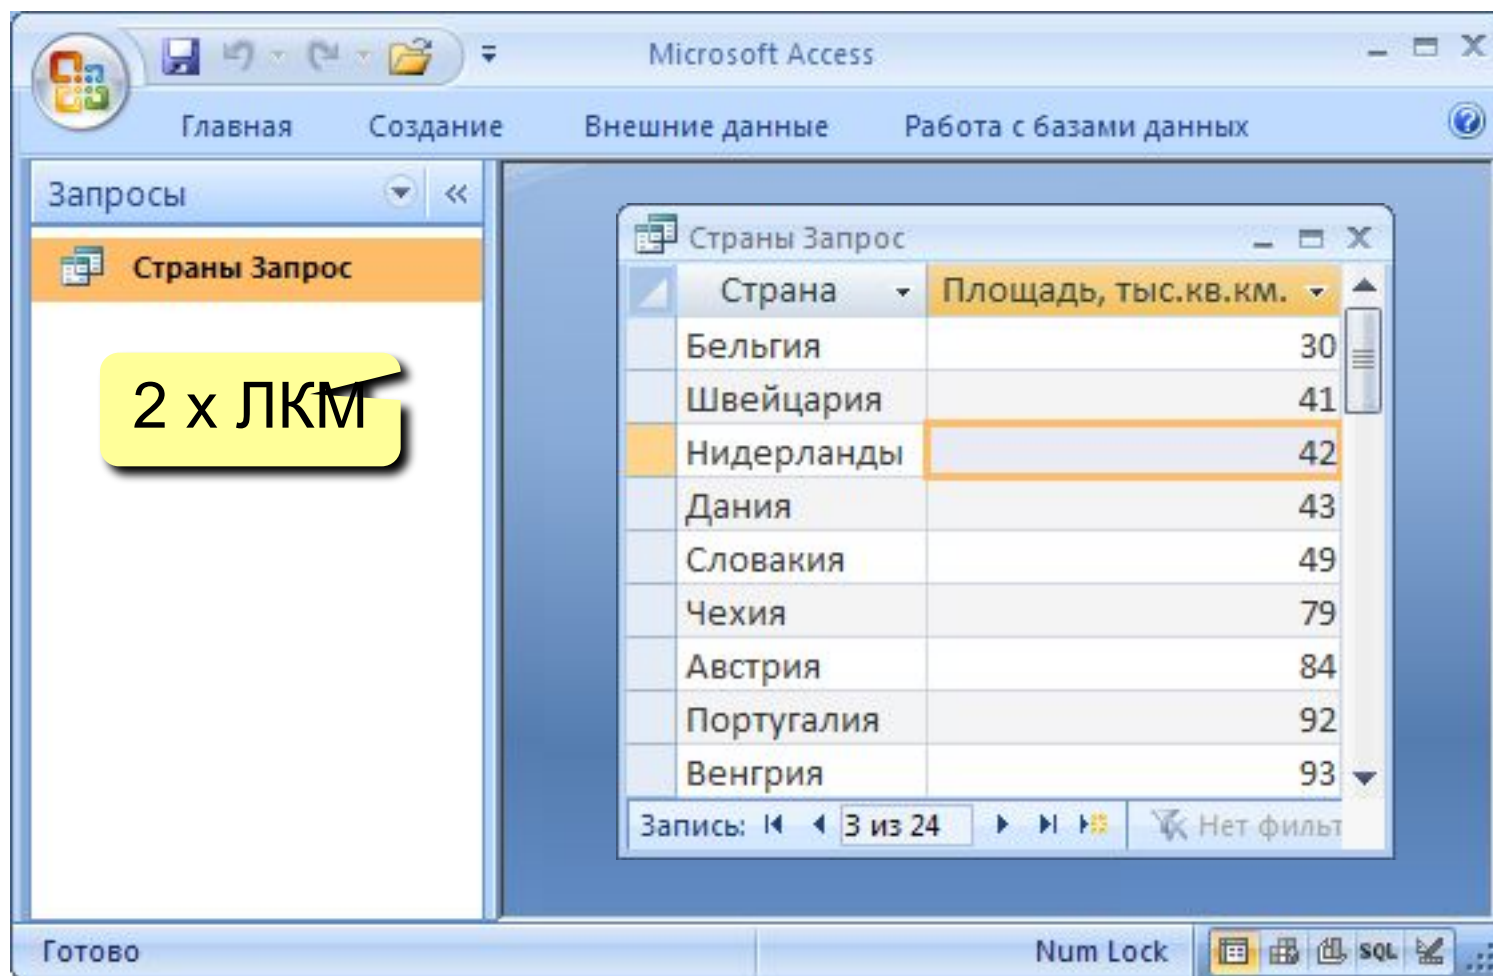 Microsoft Access
Главная Создание Внешние данные Работа с базами данных
Запросы
Страны Запрос
2 x ЛКМ
Страны Запрос
Страна Площадь, тыс.кв.км.
Бельгия 30
Швейцария 41
Нидерланды 42
Дания 43
Словакия 49
Чехия 79
Австрия 84
Португалия 92
Венгрия 93
Запись: 3 из 24 Нет фильт
Готово Num Lock SQL